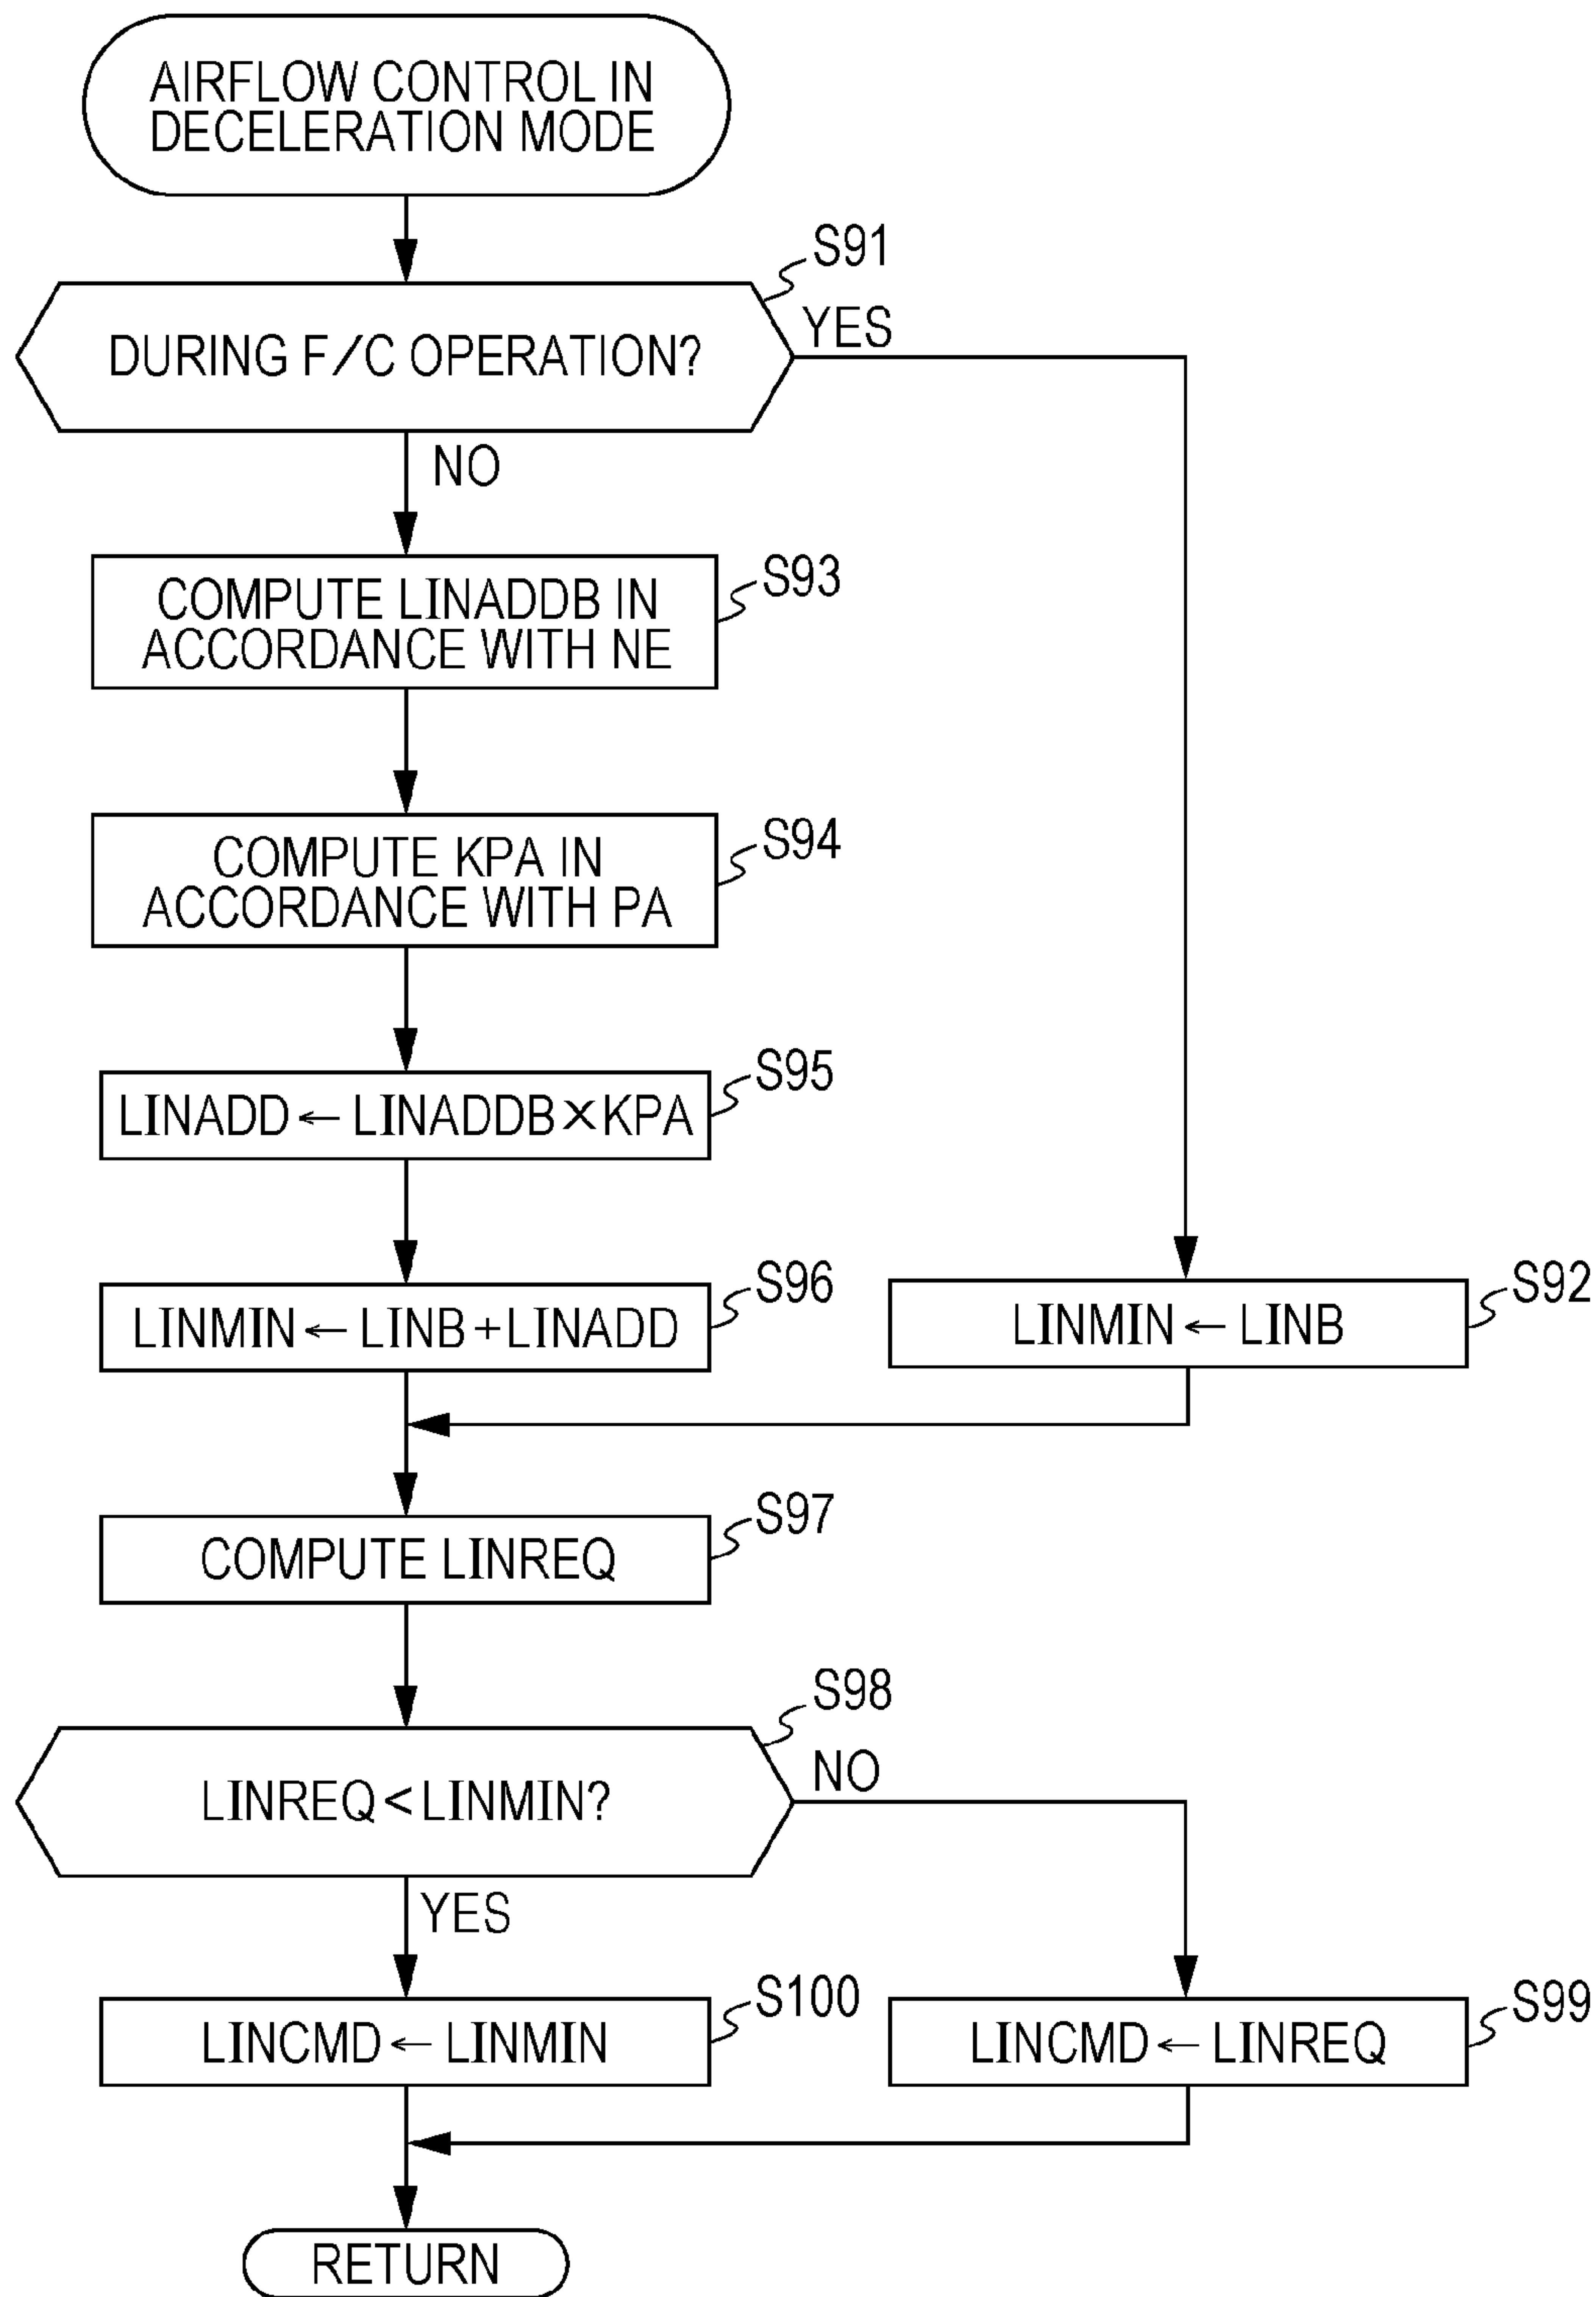 AIRFLOW CONTROL IN
DECELERATION MODE
S91
DURING F/C OPERATION?
YES
NO
S93
COMPUTE LINADDB IN
ACCORDANCE WITH NE
S94
COMPUTE KPA IN
ACCORDANCE WITH PA
S95
LINADD←LINADDB×KPA
S96
LINMIN←LINB+LINADD
S92
LINMIN←LINB
S97
COMPUTE LINREQ
S98
LINREQ<LINMIN?
NO
YES
S100
LINCMD←LINMIN
S99
LINCMD←LINREQ
RETURN